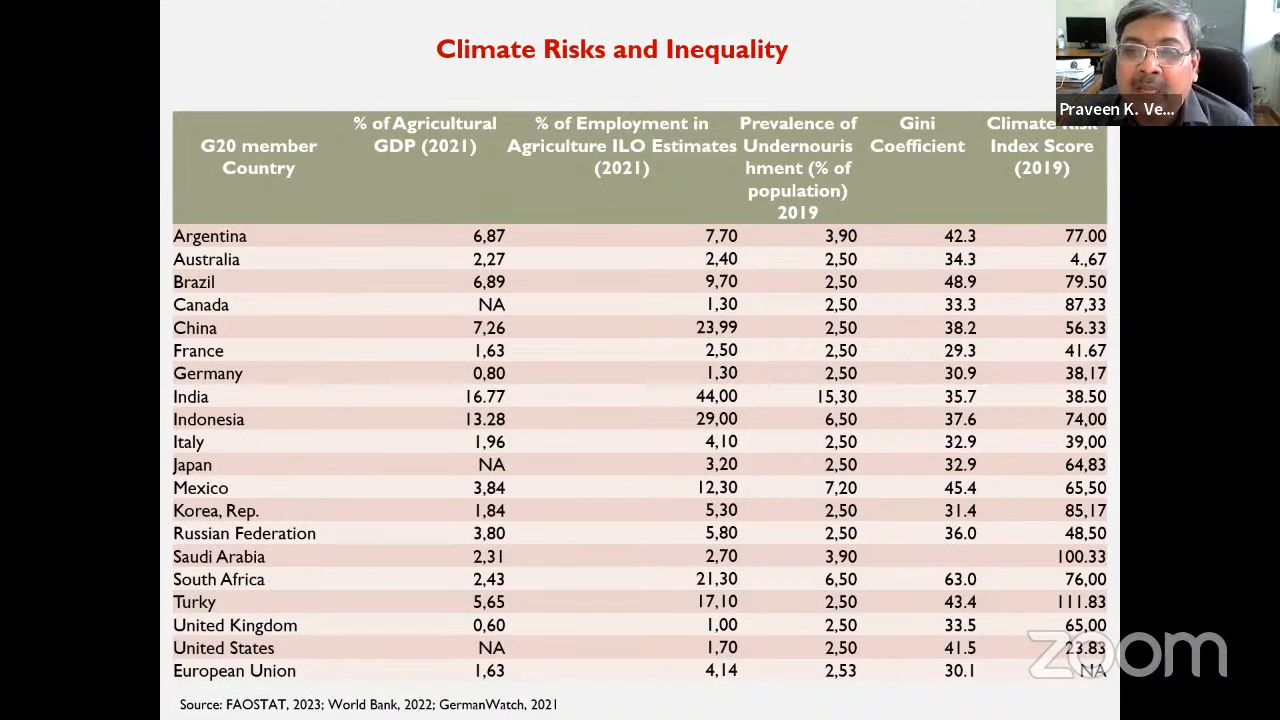 Climate Risks and Inequality
Praveen K. Ve...
G20 member Country % of Agricultural GDP (2021) % of Employment in Agriculture ILO Estimates (2021) Prevalence of Undernouris hment (% of population) 2019 Gini Coefficient Climate Risk Index Score (2019)
Argentina 6,87 7,70 3,90 42.3 77.00
Australia 2,27 2,40 2,50 34.3 4.,67
Brazil 6,89 9,70 2,50 48.9 79.50
Canada NA 1,30 2,50 33.3 87,33
China 7,26 23,99 2,50 38.2 56.33
France 1,63 2,50 2,50 29.3 41.67
Germany 0,80 1,30 2,50 30.9 38,17
India 16.77 44,00 15,30 35.7 38.50
Indonesia 13.28 29,00 6,50 37.6 74,00
Italy 1,96 4,10 2,50 32.9 39,00
Japan NA 3,20 2,50 32.9 64,83
Mexico 3,84 12,30 7,20 45.4 65,50
Korea, Rep. 1,84 5,30 2,50 31.4 85,17
Russian Federation 3,80 5,80 2,50 36.0 48,50
Saudi Arabia 2,31 2,70 3,90 100.33
South Africa 2,43 21,30 6,50 63.0 76,00
Turky 5,65 17,10 2,50 43.4 111.83
United Kingdom 0,60 1,00 2,50 33.5 65,00
United States NA 1,70 2,50 41.5 23.83
European Union 1,63 4,14 2,53 30.1 NA
zoom
Source: FAOSTAT, 2023; World Bank, 2022; GermanWatch, 2021